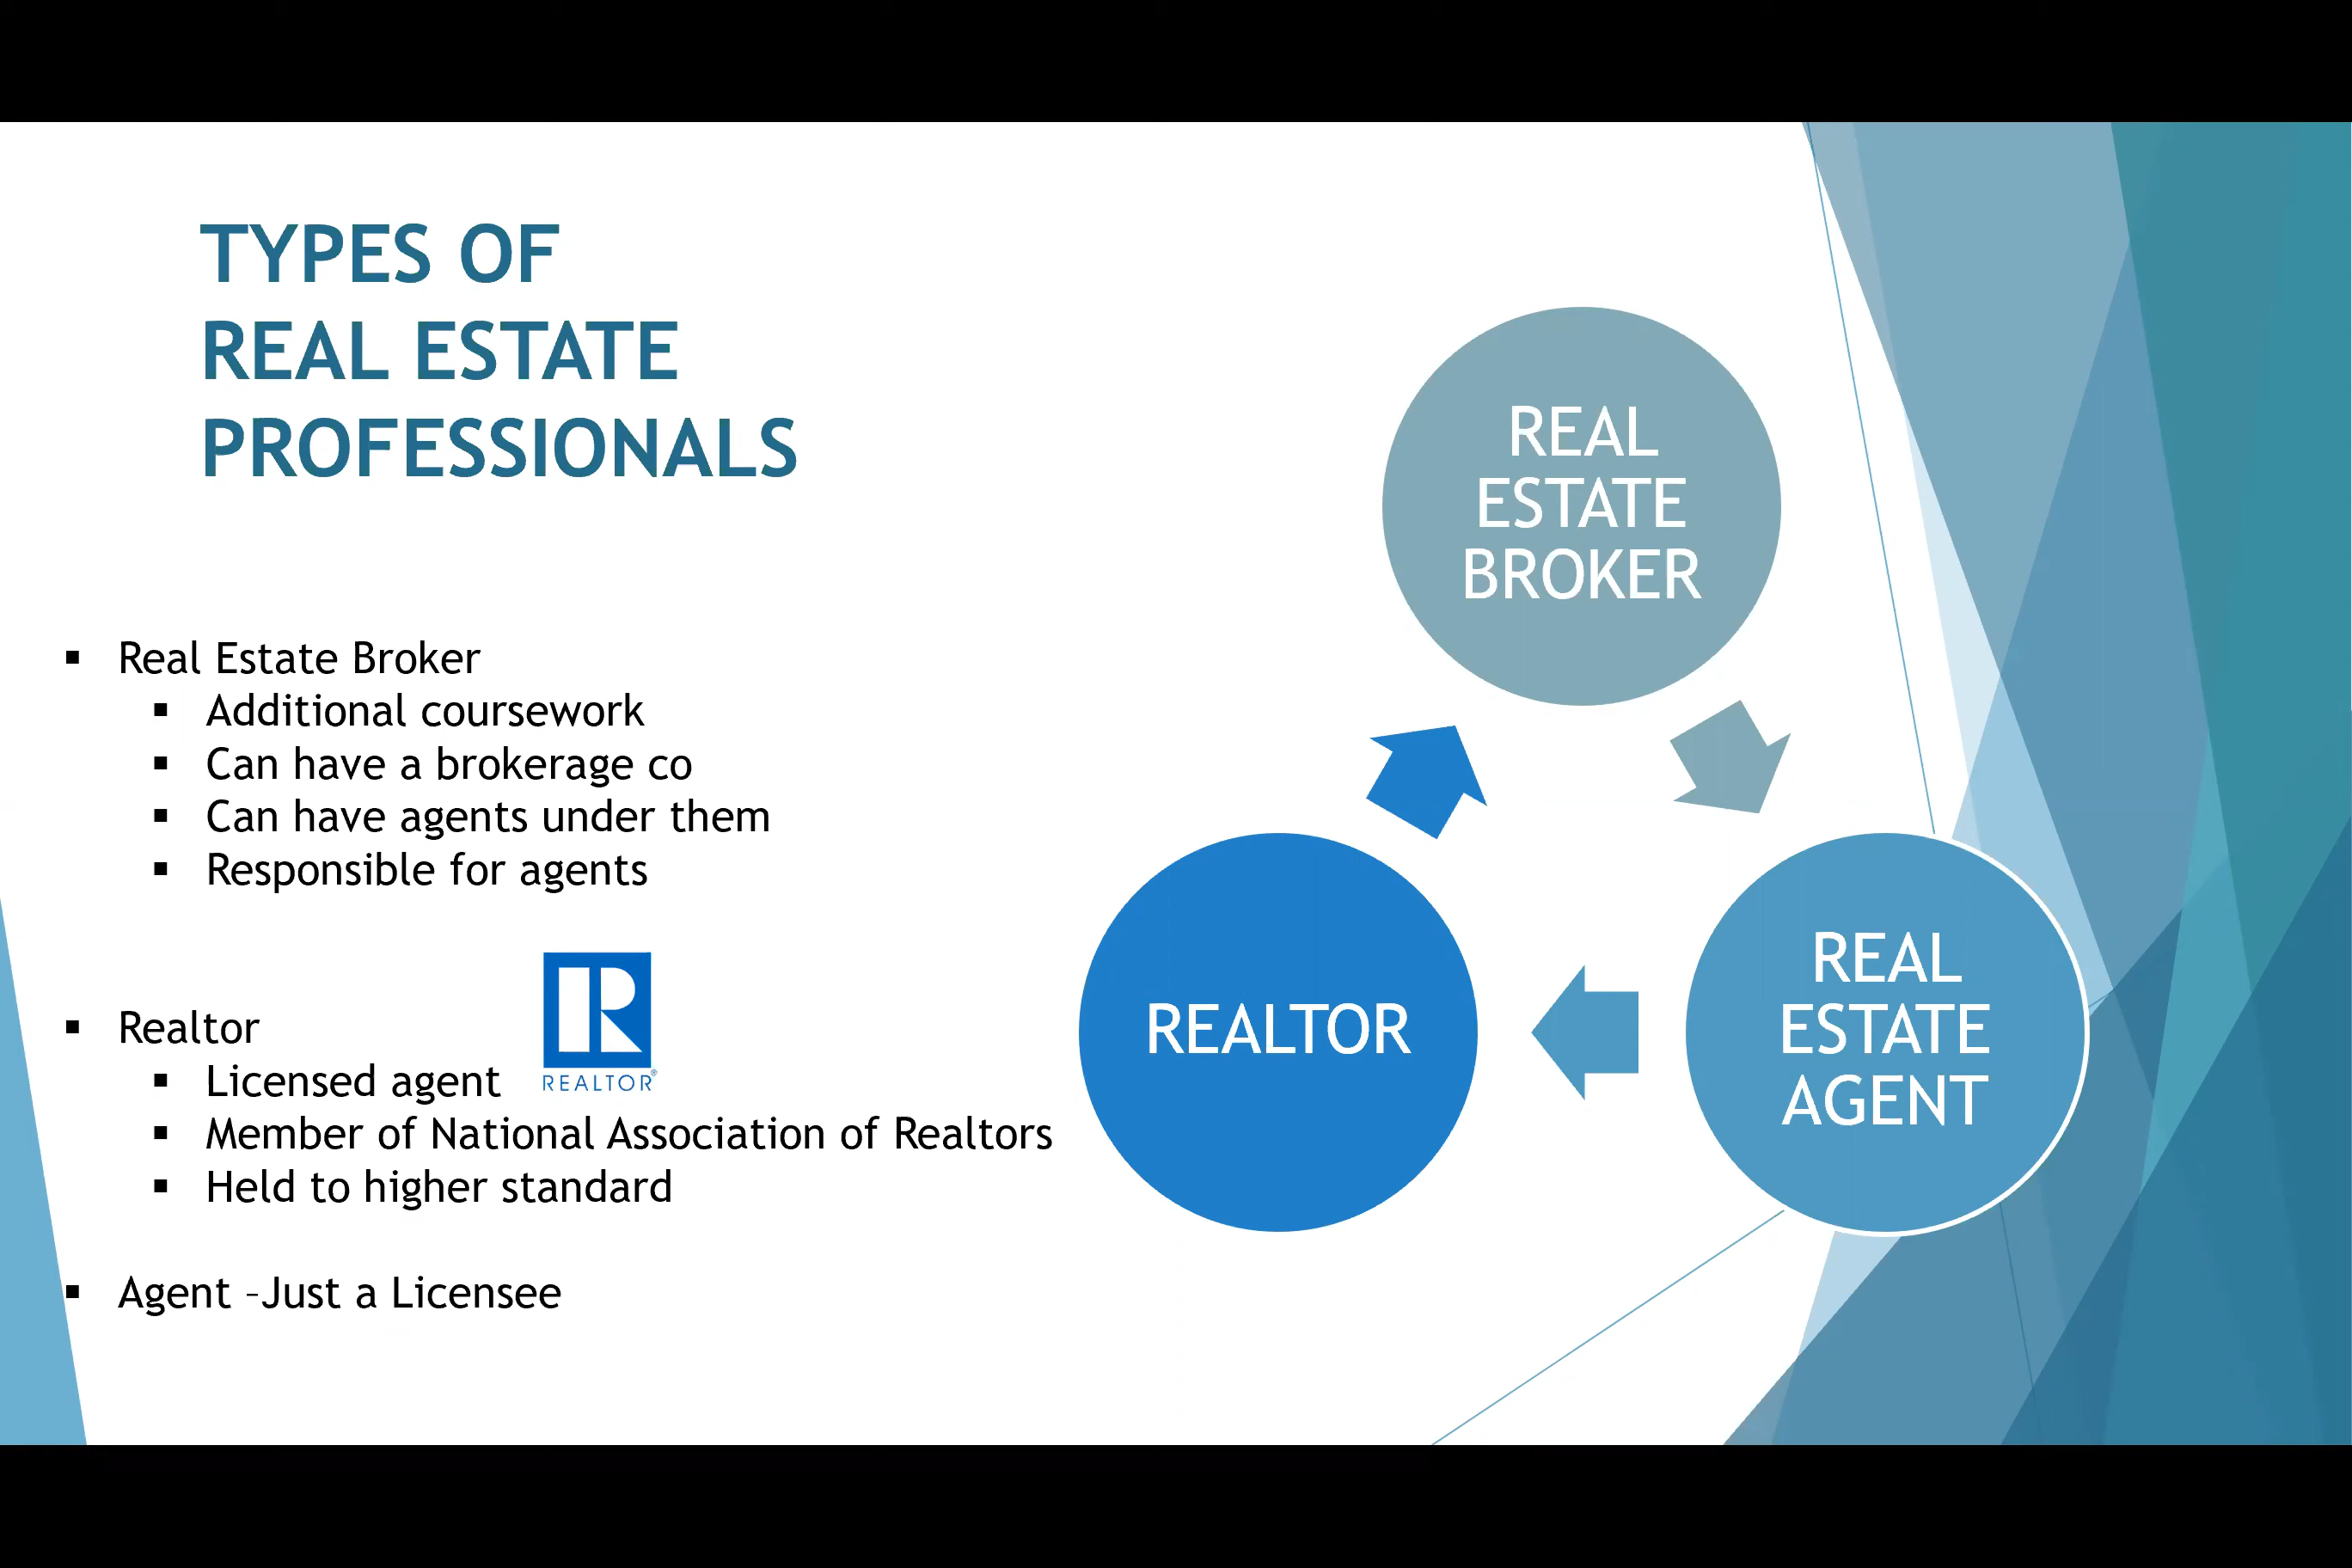 TYPES OF
REAL ESTATE
PROFESSIONALS
▪ Real Estate Broker
▪ Additional coursework
▪ Can have a brokerage co
▪ Can have agents under them
▪ Responsible for agents
▪ Realtor
▪ Licensed agent
▪ Member of National Association of Realtors
▪ Held to higher standard
▪ Agent –Just a Licensee
R
REALTOR®
REAL
ESTATE
BROKER
REAL
ESTATE
AGENT
REALTOR